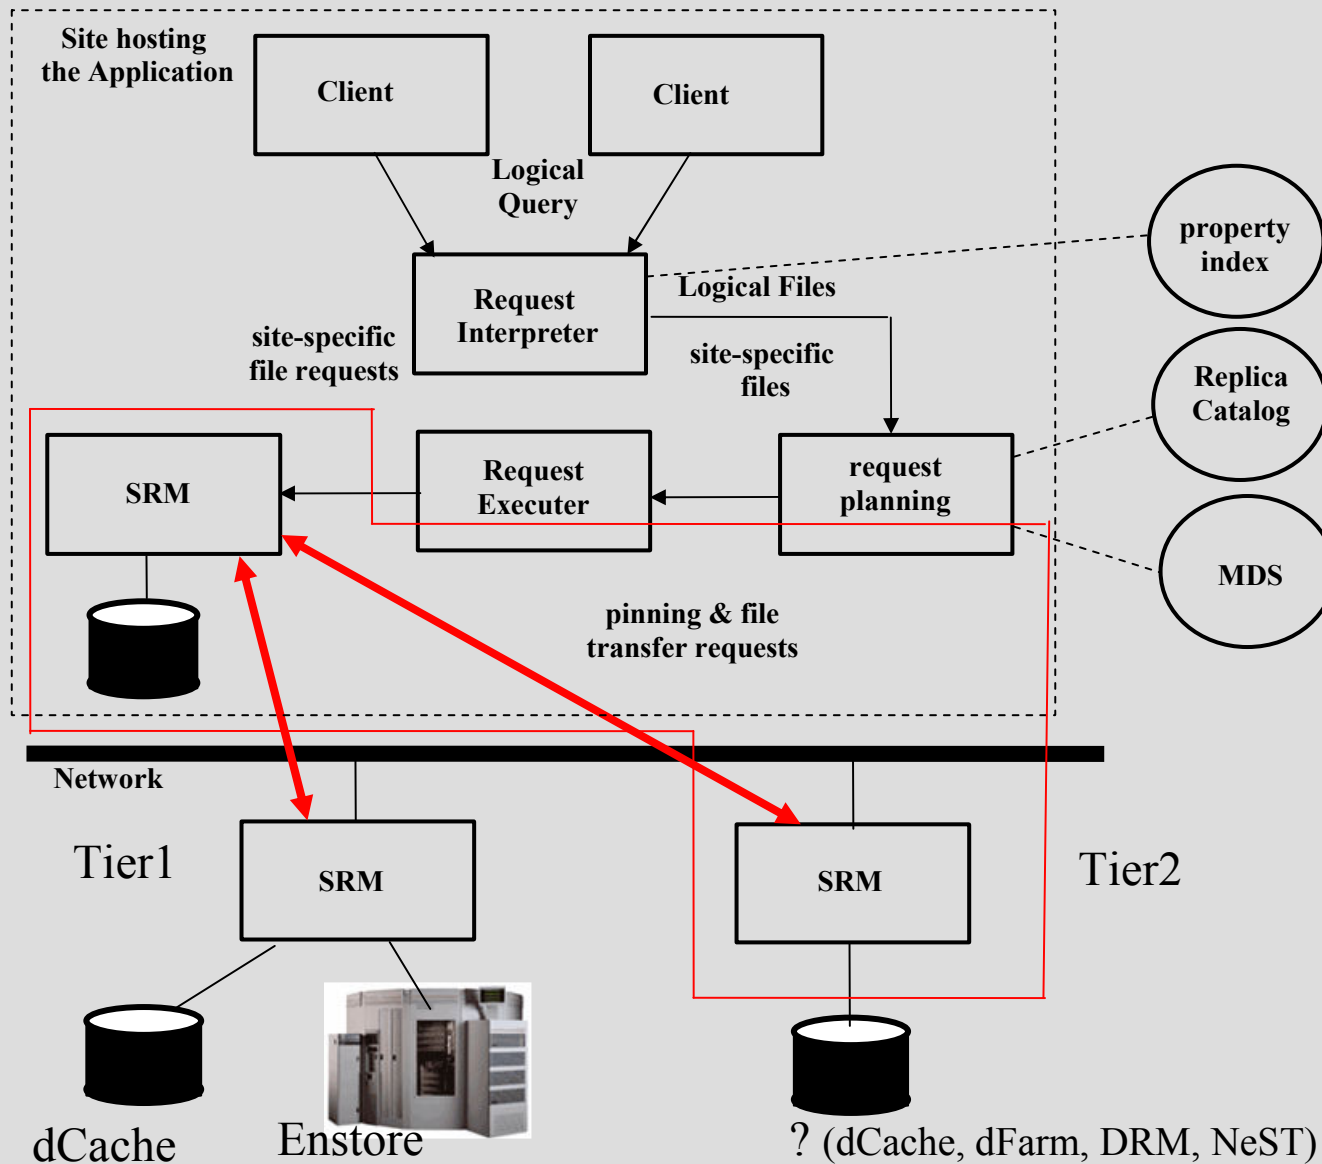 Site hosting
the Application
Client
Client
Logical
Query
property
index
Request
Interpreter
Logical Files
site-specific
file requests
site-specific
files
Replica
Catalog
SRM
Request
Executer
request
planning
MDS
pinning & file
transfer requests
Network
Tier1
SRM
SRM
Tier2
dCache
Enstore
? (dCache, dFarm, DRM, NeST)